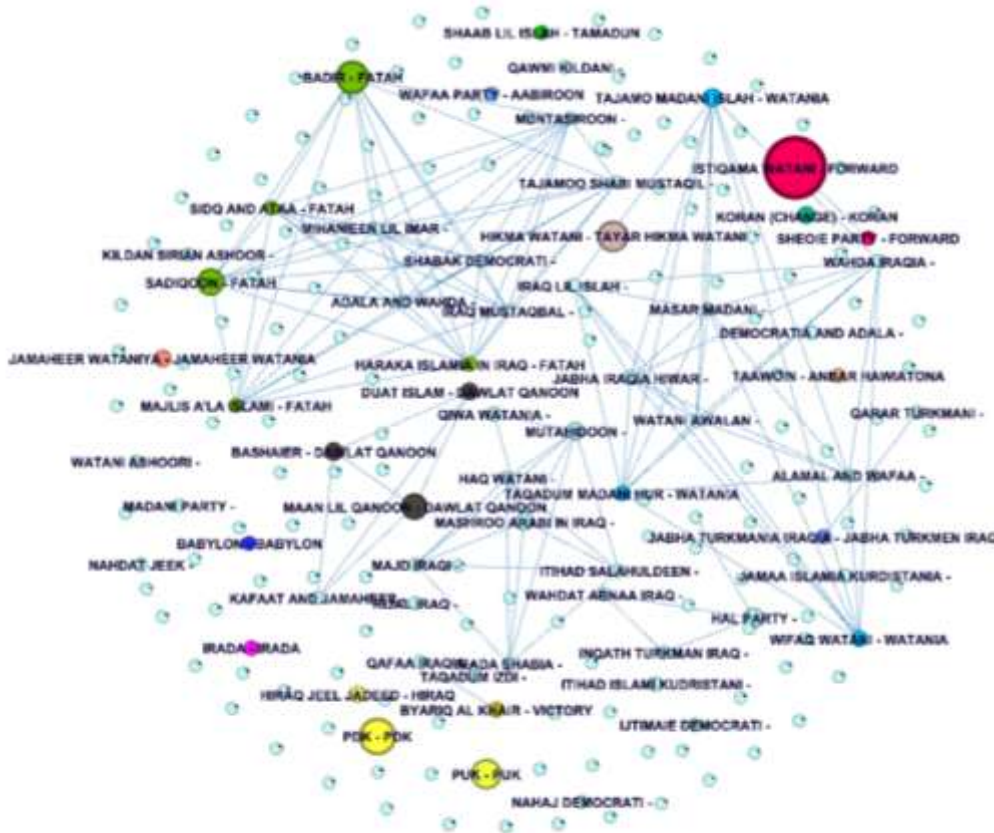 SHAAB LIL ISLAH - TAMADUN
QAWMI KILDANI -
BADIR - FATAH
WAFAA PARTY - AABIROON
TAJAMO MADANI ISLAH - WATANIA
MUNTASIROON -
ISTIQAMA WATANI - FORWARD
TAJAMOO SHABI MUSTAQIL -
SIDQ AND ATAA - FATAH
KORAN (CHANGE) - KORAN
MIHANIEEN LIL IMAR -
HIKMA WATANI - TAYAR HIKMA WATANI
SHEOIE PARTY - FORWARD
KILDAN SIRIAN ASHOOR -
SHABAK DEMOCRATI -
WAHDA IRAQIA -
SADIQOON - FATAH
IRAQ LIL ISLAH -
ADALA AND WAHDA -
IRAQ MUSTAQBAL -
MASAR MADANI -
DEMOCRATIA AND ADALA -
JAMAHEER WATANIYA - JAMAHEER WATANIA
HARAKA ISLAMIA IN IRAQ - FATAH
JABHA IRAQIA HIWAR -
TAAWOIN - ANBAR HAWIATONA
DUAT ISLAM - DAWLAT QANOON
MAJLIS A'LA ISLAMI - FATAH
QIWA WATANIA -
WATANI AWALAN -
QARAR TURKMANI -
MUTAHIDOON -
BASHAIER - DAWLAT QANOON
WATANI ASHOORI -
HAQ WATANI -
ALAMAL AND WAFAA -
TAQADUM MADANI HUR - WATANIA
MADANI PARTY -
MAAN LIL QANOON - DAWLAT QANOON
MASHROO ARABI IN IRAQ -
BABYLON - BABYLON
JABHA TURKMANIA IRAQIA - JABHA TURKMEN IRAQ
NAHDAT JEEK -
MAJD IRAQI -
ITIHAD SALAHULDEEN -
JAMAA ISLAMIA KURDISTANIA -
KAFAAT AND JAMAHEER
IRAQ -
WAHDAT ABNAA IRAQ -
HAL PARTY -
WIFAQ WATANI - WATANIA
IRADA - IRADA
INQATH TURKMAN IRAQ -
QAFAA IRAQIA
SHABIA -
TAQADUM IZDI -
ITIHAD ISLAMI KUDRISTANI -
HIRAQ JEEL JADEED - HIRAQ
BYARIQ AL KHAIR - VICTORY
IJTIMAIE DEMOCRATI -
PDK - PDK
PUK - PUK
NAHAJ DEMOCRATI -